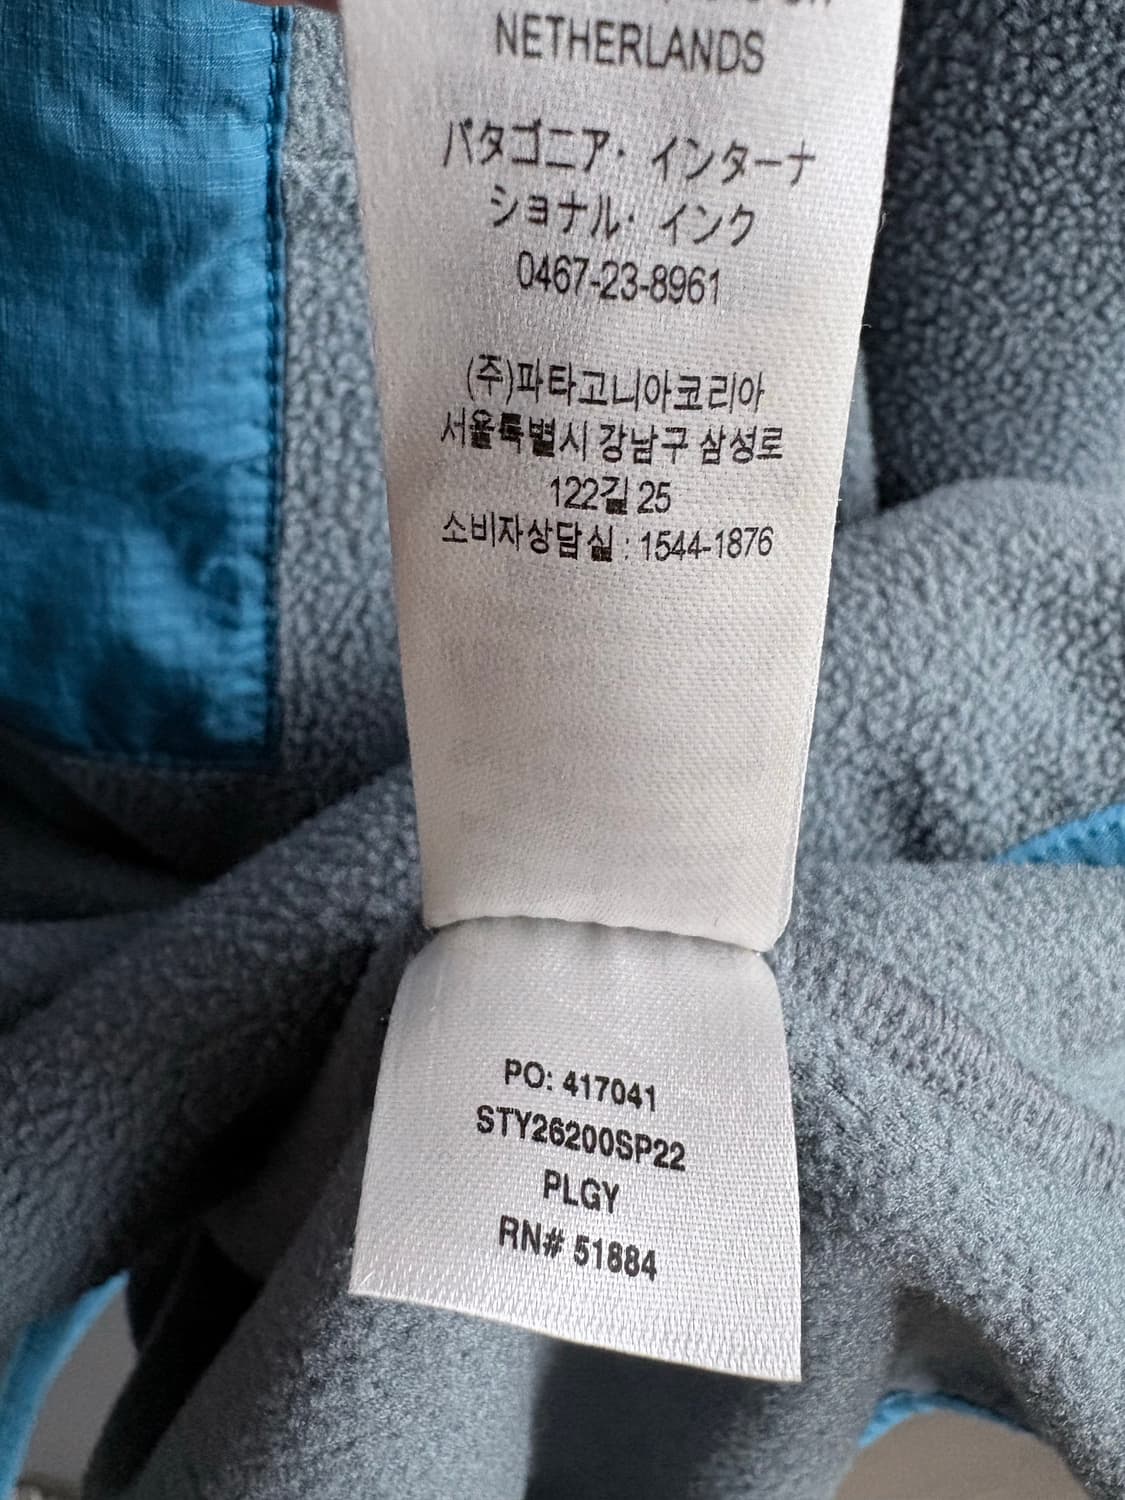 NETHERLANDS
パタゴニア・インターナ
ショナル・インク
0467-23-8961
(주)파타고니아코리아
서울특별시 강남구 삼성로
122길 25
소비자상담실 : 1544-1876
PO: 417041
STY26200SP22
PLGY
RN# 51884